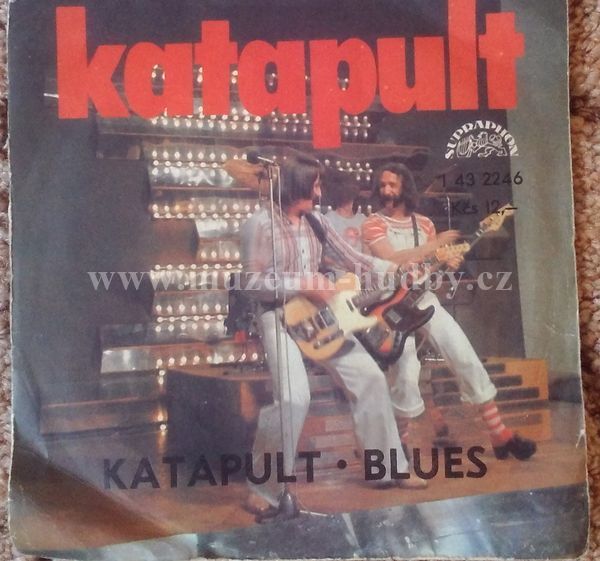 katapult
SUPRAPHON
1 43 2246
Kčs 12,-
www.muzeum-hudby.cz
KATAPULT • BLUES